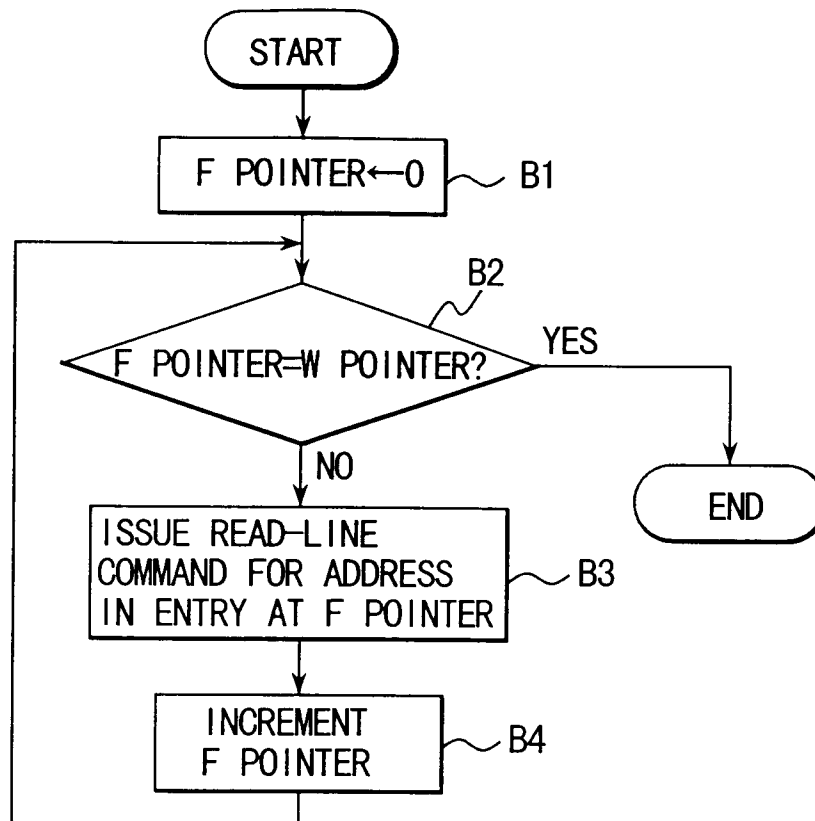 START
F POINTER←0
B1
B2
F POINTER=W POINTER?
YES
NO
END
ISSUE READ-LINE
COMMAND FOR ADDRESS
IN ENTRY AT F POINTER
B3
INCREMENT
F POINTER
B4